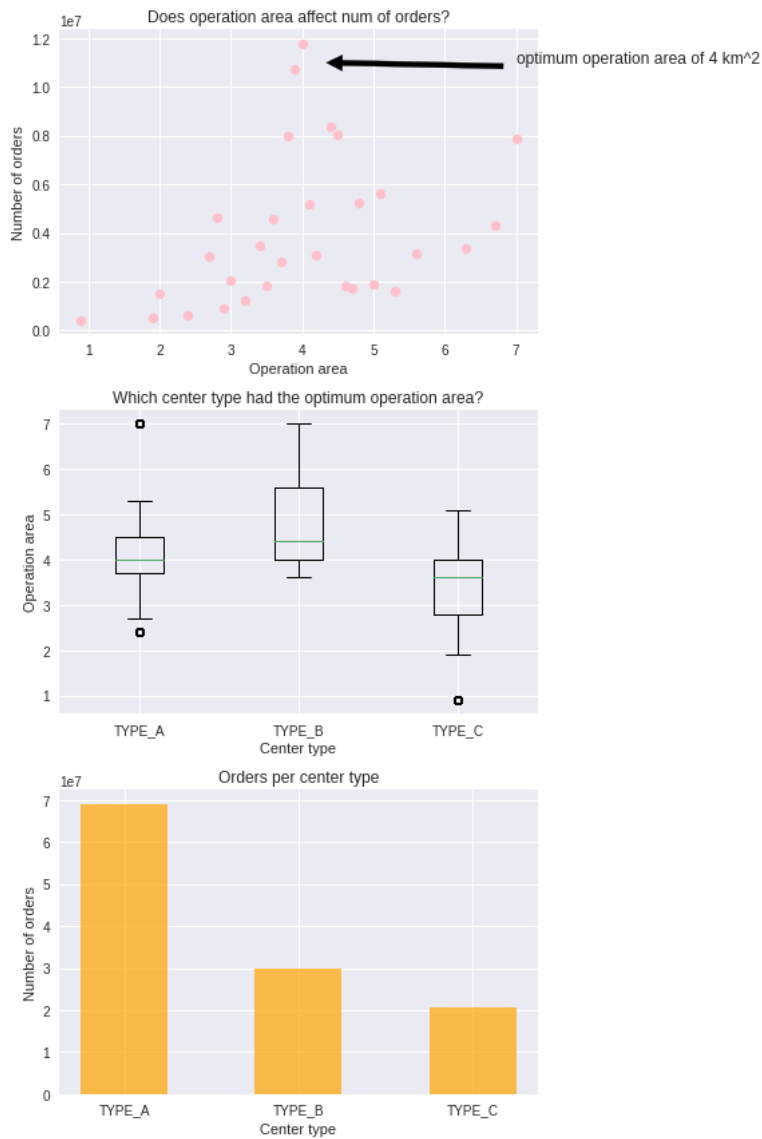 Does operation area affect num of orders?
1e7
1.2
1.0
0.8
0.6
0.4
0.2
0.0
Number of orders
optimum operation area of 4 km^2
1 2 3 4 5 6 7
Operation area
Which center type had the optimum operation area?
7
6
5
4
3
2
1
Operation area
TYPE_A TYPE_B TYPE_C
Center type
Orders per center type
1e7
7
6
5
4
3
2
1
0
Number of orders
TYPE_A TYPE_B TYPE_C
Center type